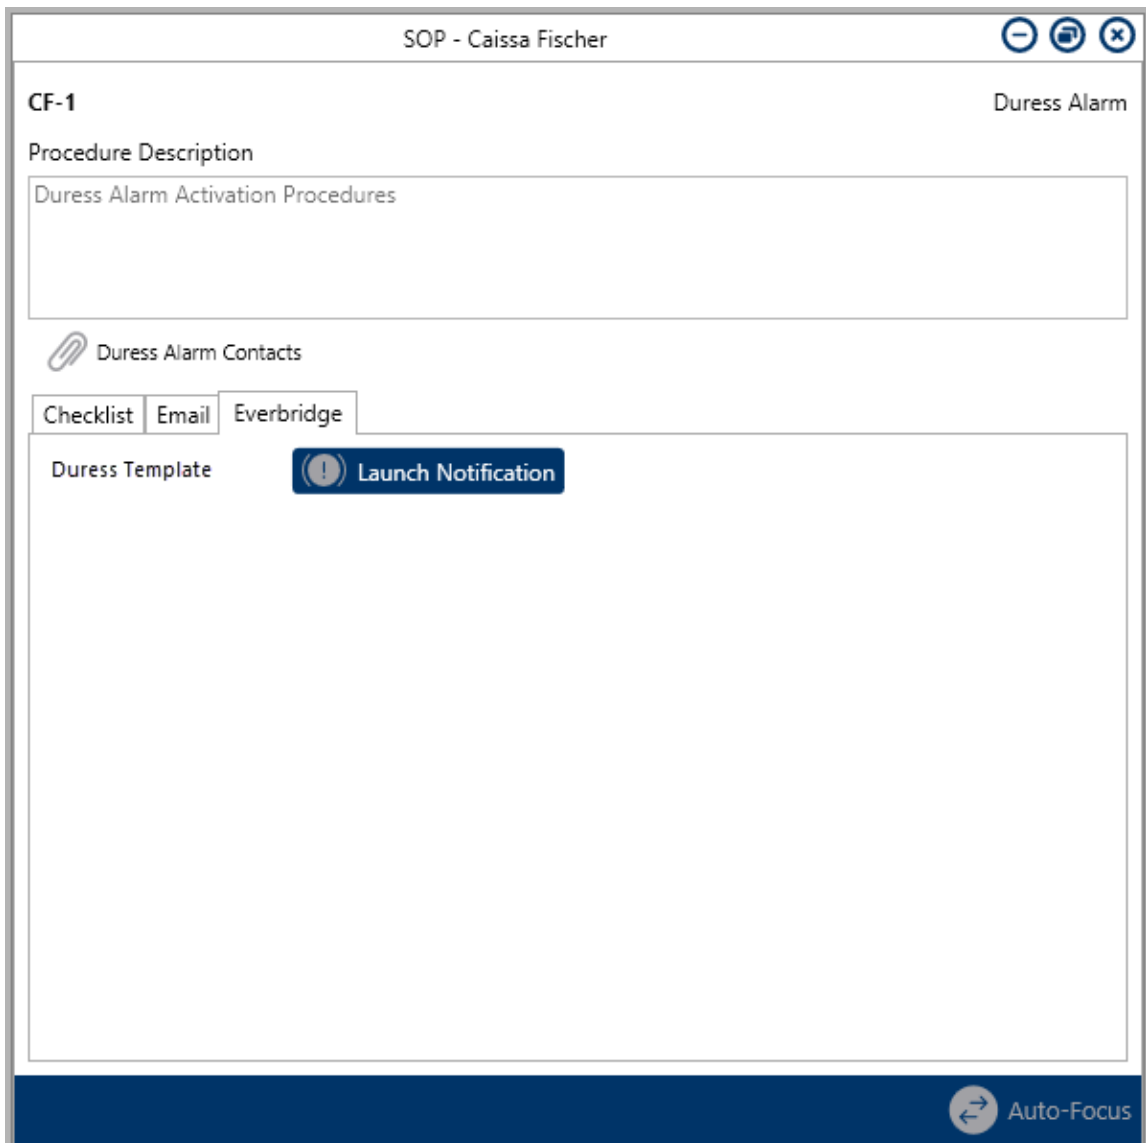 SOP - Caissa Fischer
CF-1
Duress Alarm
Procedure Description
Duress Alarm Activation Procedures
Duress Alarm Contacts
Checklist Email Everbridge
Duress Template
Launch Notification
Auto-Focus